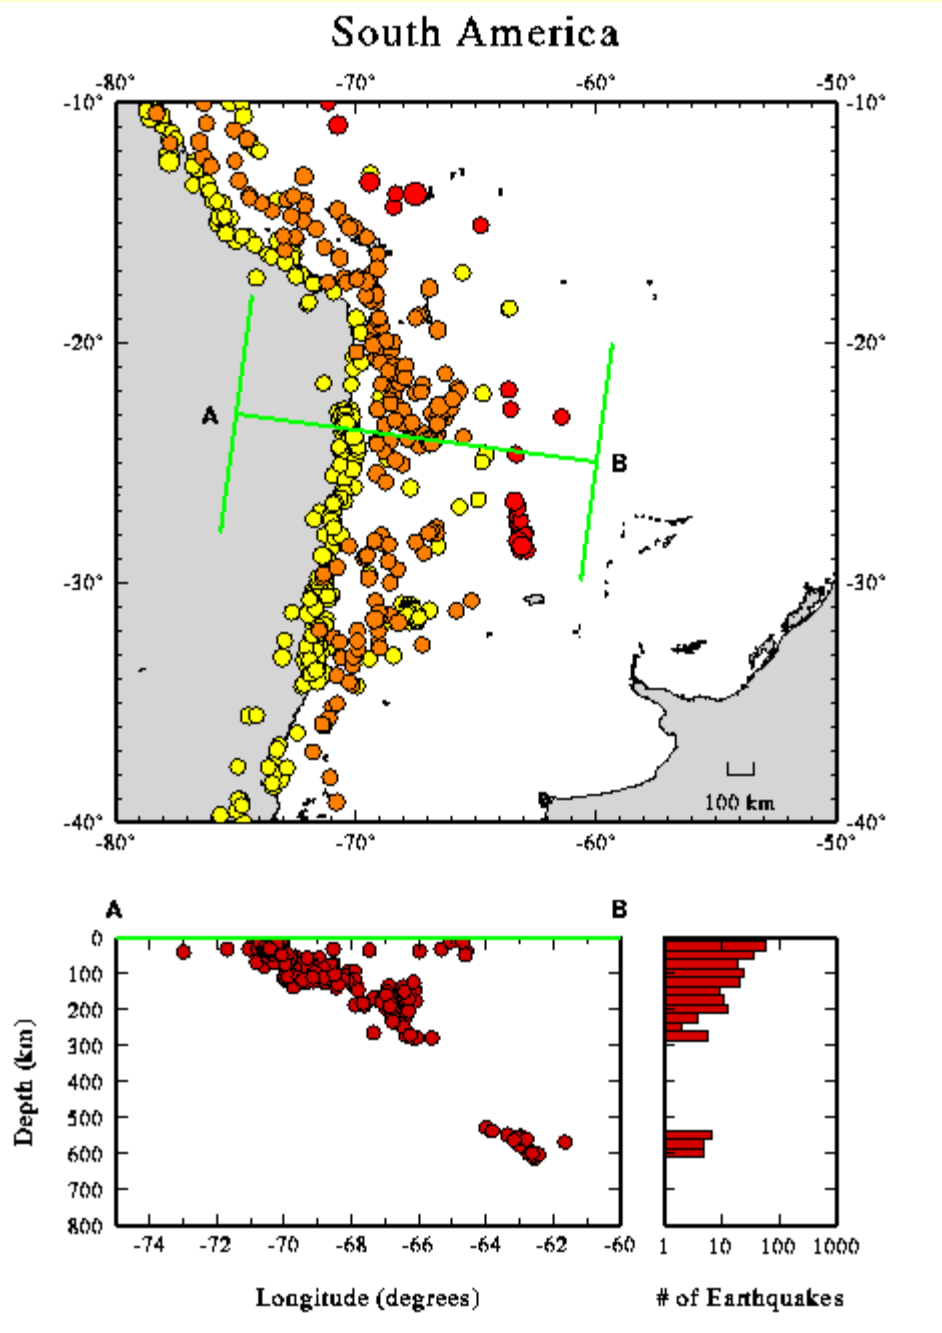 South America
-80° -70° -60° -50°
-10° -10°
-20° -20°
A
B
-30° -30°
100 km
-40° -40°
-80° -70° -60° -50°
A B
0
100
200
300
400
500
600
700
800
Depth (km)
-74 -72 -70 -68 -66 -64 -62 -60 1 10 100 1000
Longitude (degrees) # of Earthquakes